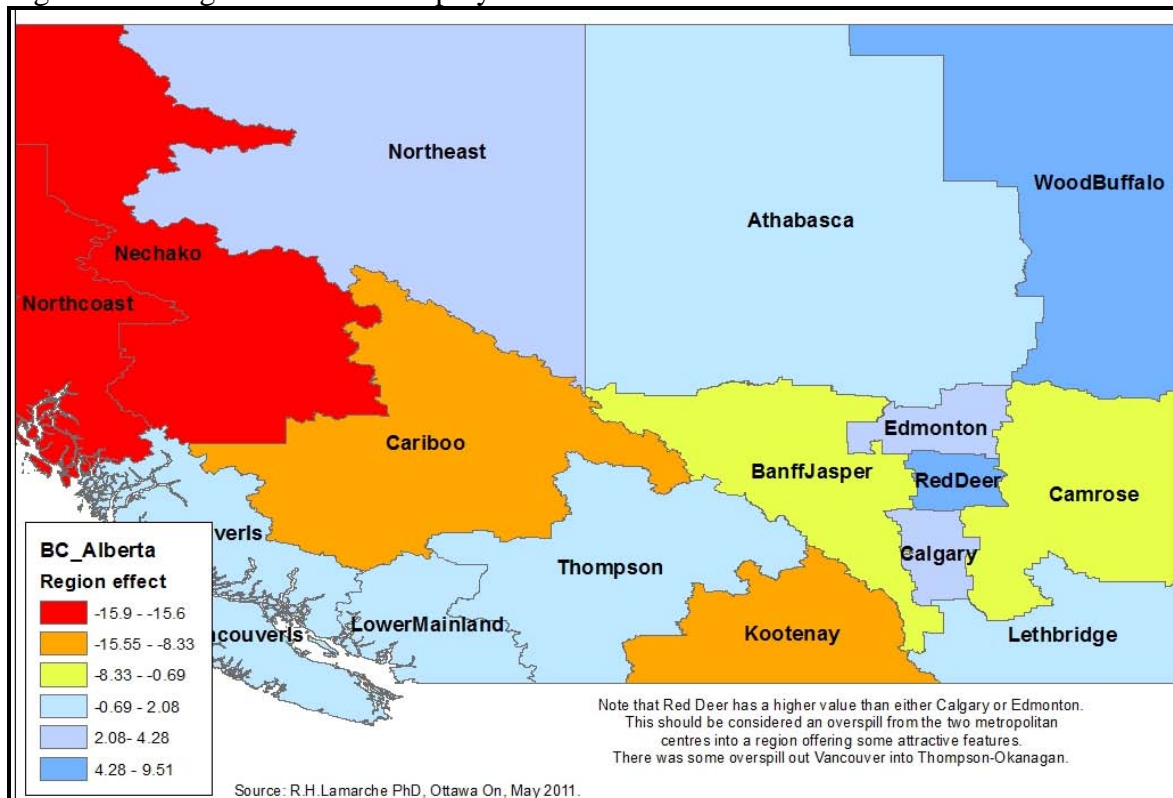 Northeast
WoodBuffalo
Athabasca
Nechako
Northcoast
Edmonton
Cariboo
BanffJasper
RedDeer
Camrose
BC_Alberta
Region effect
-15.9 - -15.6
-15.55 - -8.33
-8.33 - -0.69
-0.69 - 2.08
2.08- 4.28
4.28 - 9.51
Calgary
Thompson
LowerMainland
Kootenay
Lethbridge
Note that Red Deer has a higher value than either Calgary or Edmonton.
This should be considered an overspill from the two metropolitan
centres into a region offering some attractive features.
There was some overspill out Vancouver into Thompson-Okanagan.
Source: R.H.Lamarche PhD, Ottawa On, May 2011.